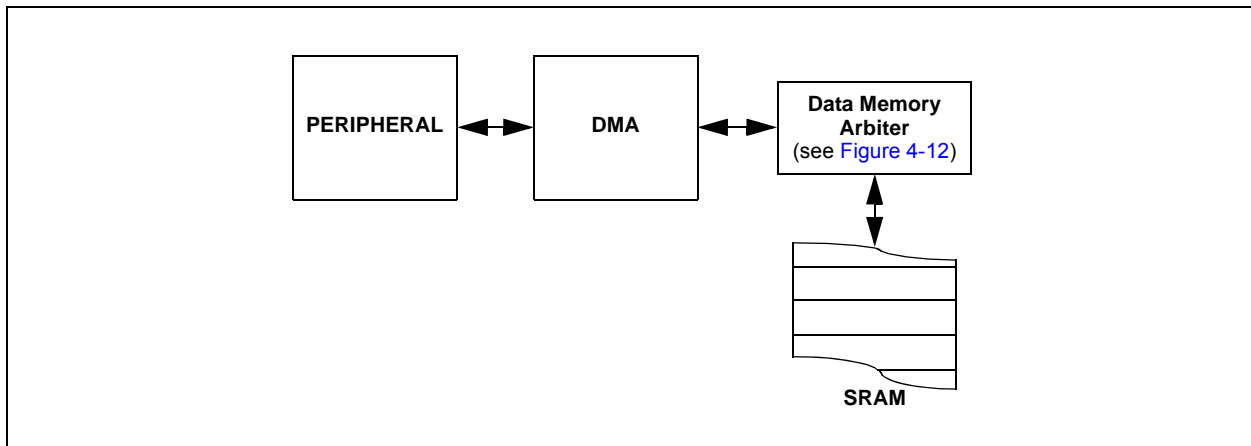 PERIPHERAL
DMA
Data Memory
Arbiter
(see Figure 4-12)
SRAM